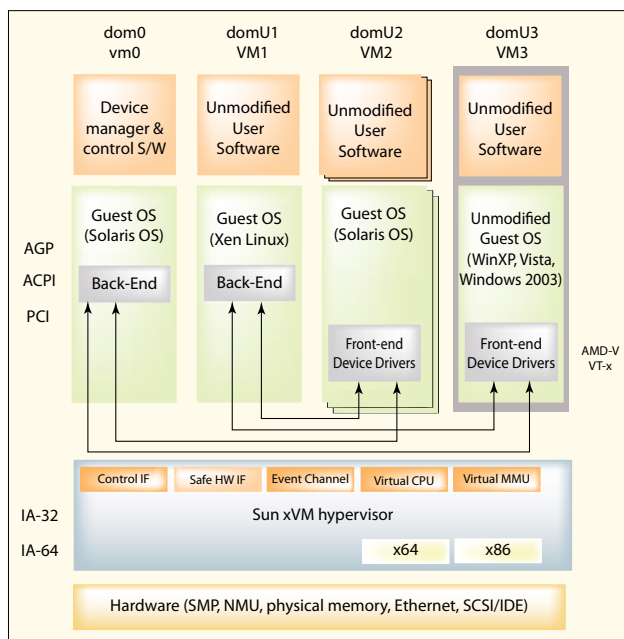 dom0
vm0
domU1
VM1
domU2
VM2
domU3
VM3
Device
manager &
control S/W
Unmodified
User
Software
Unmodified
User
Software
Unmodified
User
Software
Guest OS
(Solaris OS)
Back-End
Guest OS
(Xen Linux)
Back-End
Guest OS
(Solaris OS)
Front-end
Device Drivers
Unmodified
Guest OS
(WinXP, Vista,
Windows 2003)
Front-end
Device Drivers
AGP
ACPI
PCI
AMD-V
VT-x
Control IF
Safe HW IF
Event Channel
Virtual CPU
Virtual MMU
IA-32
Sun xVM hypervisor
IA-64
x64
x86
Hardware (SMP, NMU, physical memory, Ethernet, SCSI/IDE)